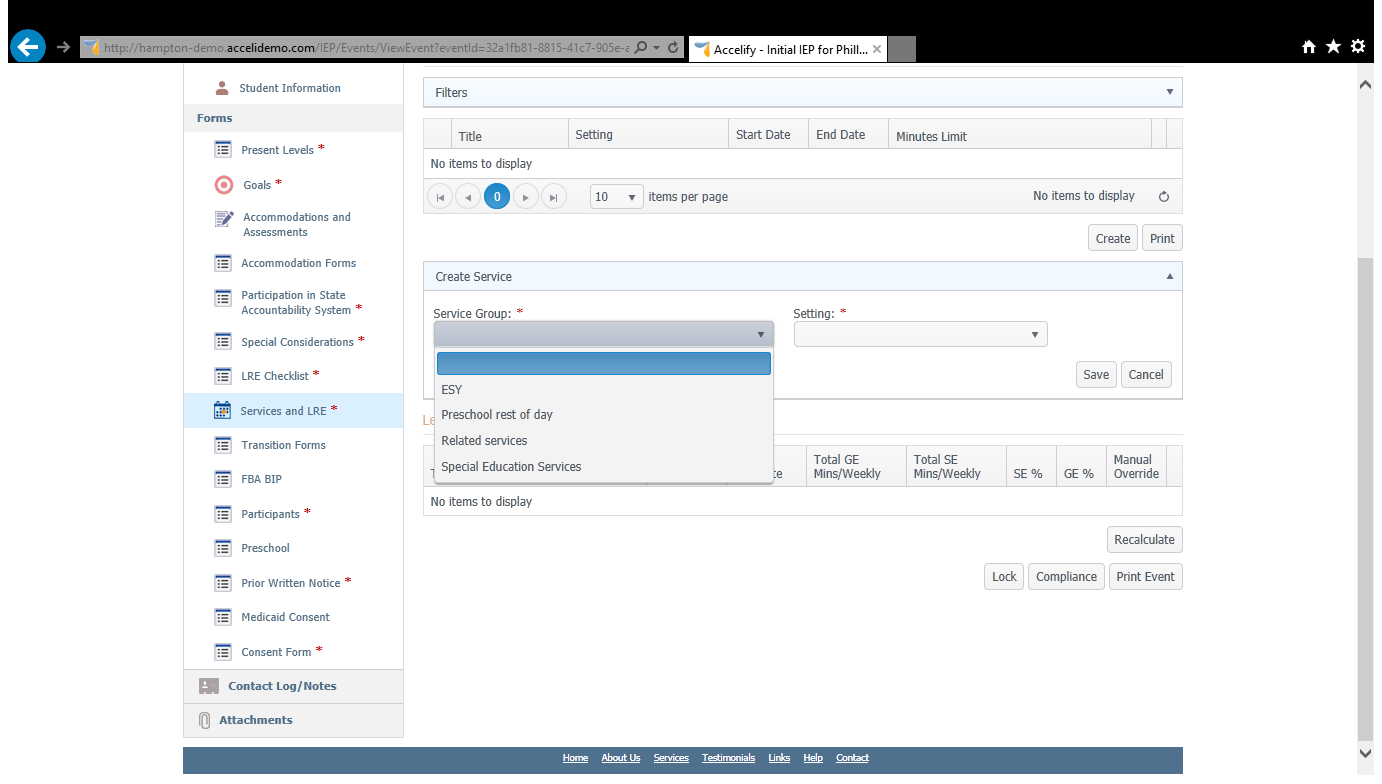 http://hampton-demo.accelidemo.com/IEP/Events/ViewEvent?eventId=32a1fb81-8815-41c7-905e-a
Accelify - Initial IEP for Phill...
Student Information
Forms
Present Levels *
Goals *
Accommodations and
Assessments
Accommodation Forms
Participation in State
Accountability System *
Special Considerations *
LRE Checklist *
Services and LRE *
Transition Forms
FBA BIP
Participants *
Preschool
Prior Written Notice *
Medicaid Consent
Consent Form *
Contact Log/Notes
Attachments
Filters
Title Setting Start Date End Date Minutes Limit
No items to display
0 10 items per page No items to display
Create Print
Create Service
Service Group: * Setting: *
ESY
Preschool rest of day
Related services
Special Education Services
Save Cancel
Total GE
Mins/Weekly
Total SE
Mins/Weekly
SE % GE %
Manual
Override
No items to display
Recalculate
Lock Compliance Print Event
Home About Us Services Testimonials Links Help Contact